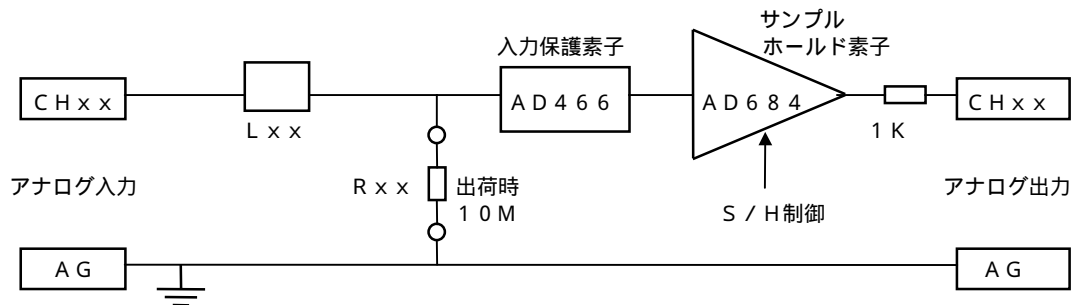 サンプル
ホールド素子
入力保護素子
ＣＨｘｘ
Ｌｘｘ
ＡＤ４６６
ＡＤ６８４
１Ｋ
ＣＨｘｘ
アナログ入力
Ｒｘｘ
出荷時
１０Ｍ
Ｓ／Ｈ制御
アナログ出力
ＡＧ
ＡＧ